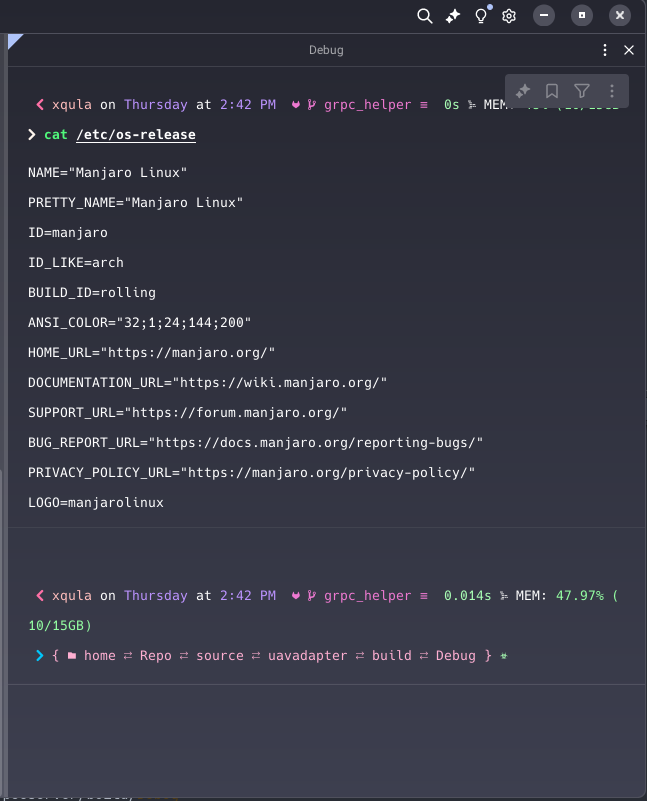 Debug
xqula on Thursday at 2:42 PM grpc_helper ≡ 0s MEM:
cat /etc/os-release
NAME="Manjaro Linux"
PRETTY_NAME="Manjaro Linux"
ID=manjaro
ID_LIKE=arch
BUILD_ID=rolling
ANSI_COLOR="32;1;24;144;200"
HOME_URL="https://manjaro.org/"
DOCUMENTATION_URL="https://wiki.manjaro.org/"
SUPPORT_URL="https://forum.manjaro.org/"
BUG_REPORT_URL="https://docs.manjaro.org/reporting-bugs/"
PRIVACY_POLICY_URL="https://manjaro.org/privacy-policy/"
LOGO=manjarolinux
xqula on Thursday at 2:42 PM grpc_helper ≡ 0.014s MEM: 47.97% (
10/15GB)
{ home ⇄ Repo ⇄ source ⇄ uavadapter ⇄ build ⇄ Debug }